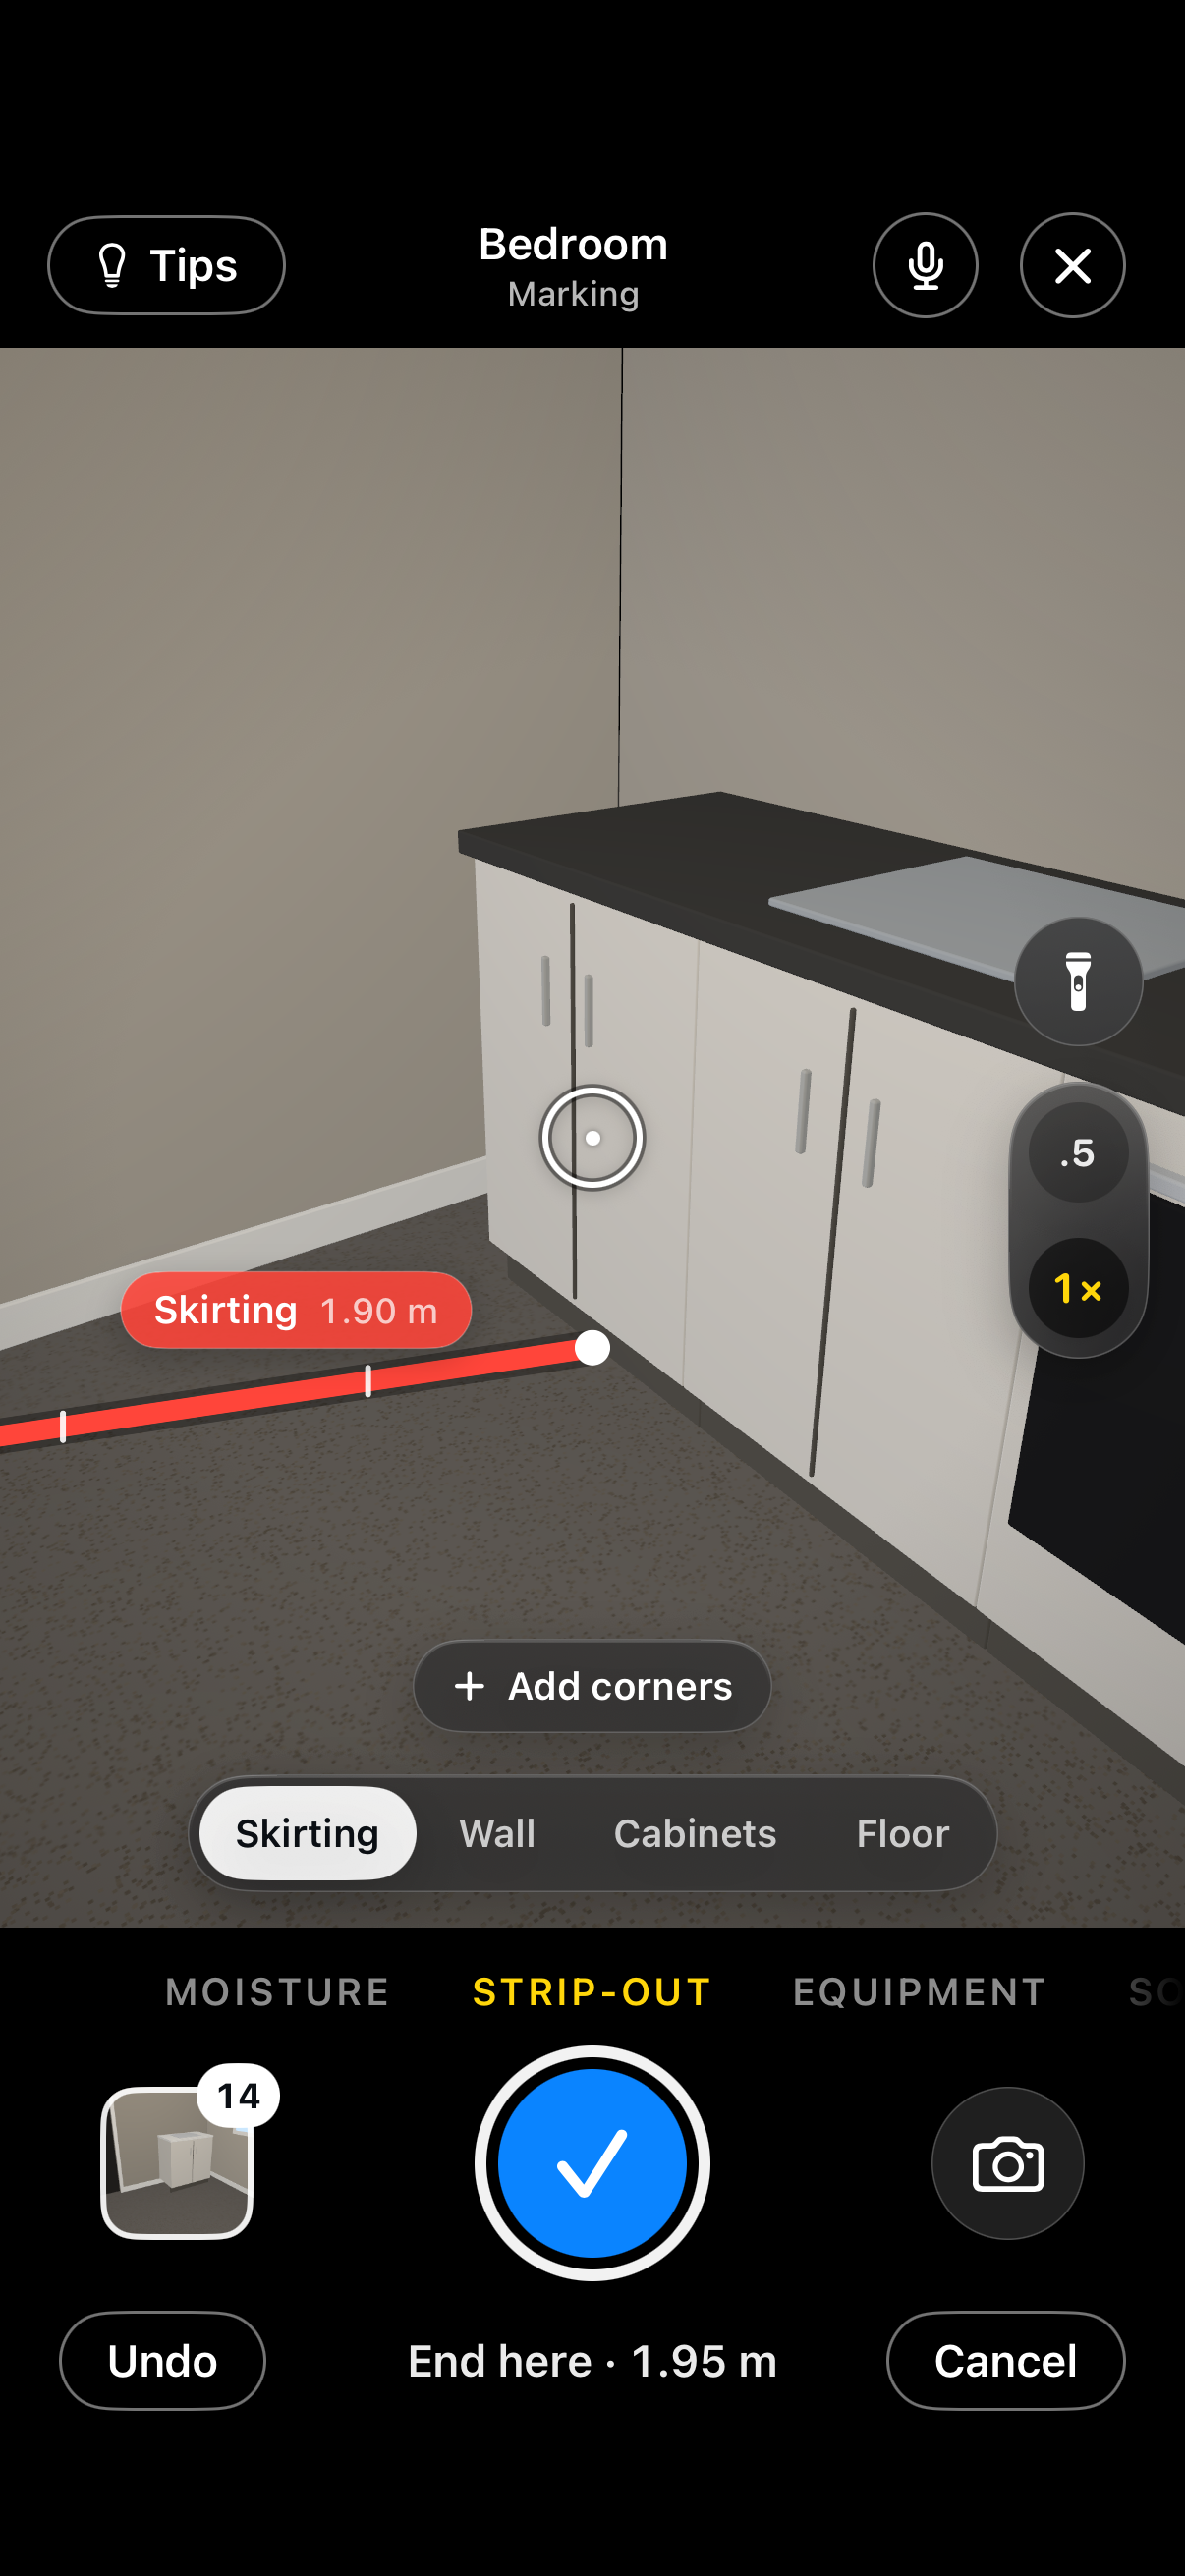 Tips
Bedroom
Marking
.5
1×
Skirting 1.90 m
+ Add corners
Skirting Wall Cabinets Floor
MOISTURE STRIP-OUT EQUIPMENT SO
14
Undo
End here · 1.95 m
Cancel